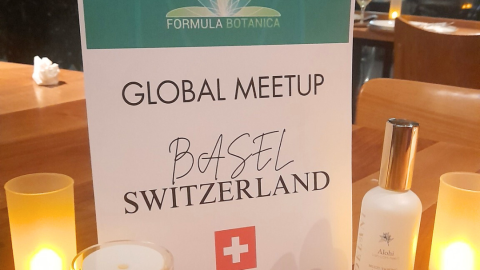 FORMULA BOTANICA
GLOBAL MEETUP
BASEL
SWITZERLAND